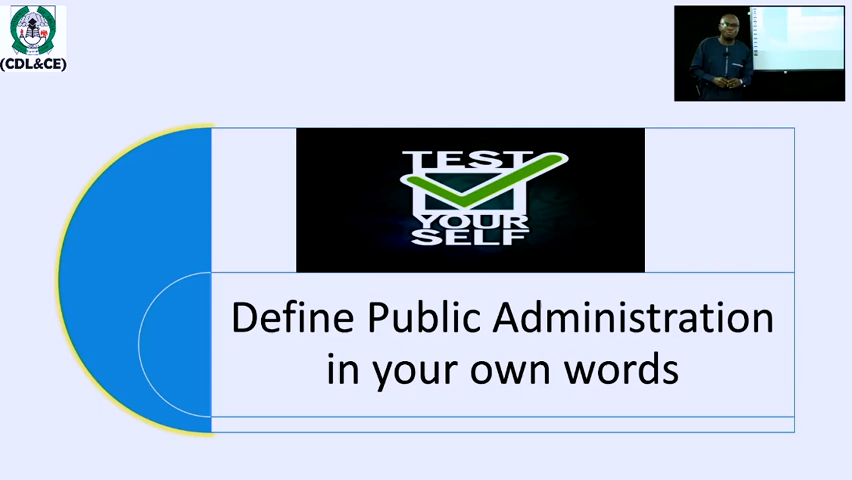 (CDL&CE)
TEST
YOUR
SELF
Define Public Administration
in your own words